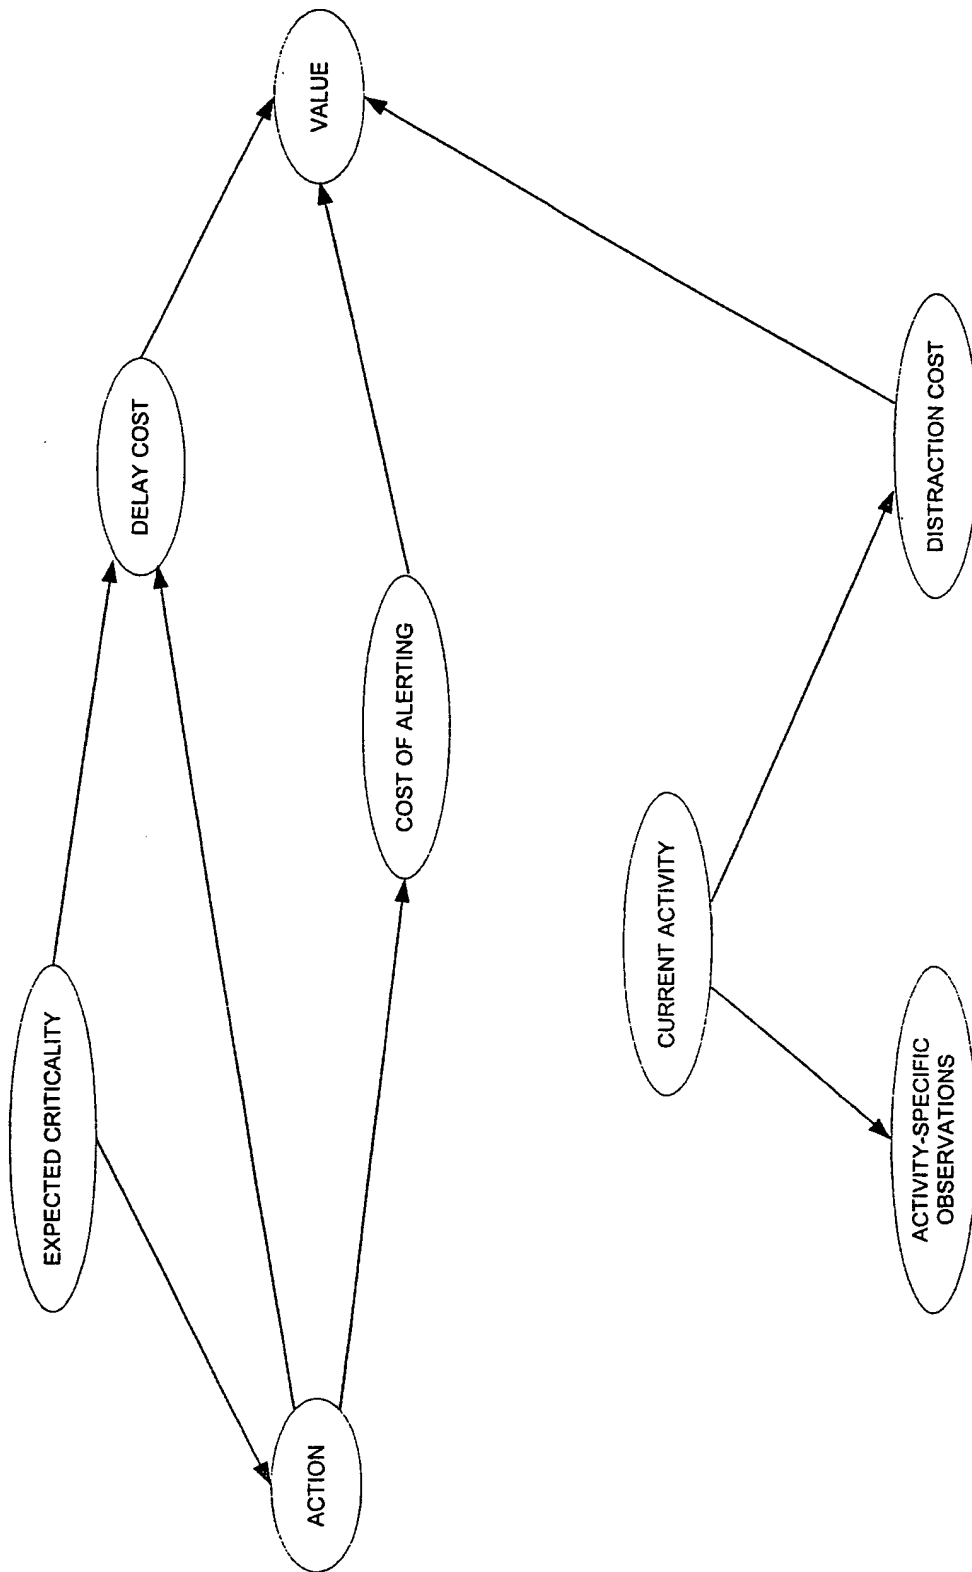 EXPECTED CRITICALITY
DELAY COST
ACTION
VALUE
COST OF ALERTING
CURRENT ACTIVITY
ACTIVITY-SPECIFIC
OBSERVATIONS
DISTRACTION COST